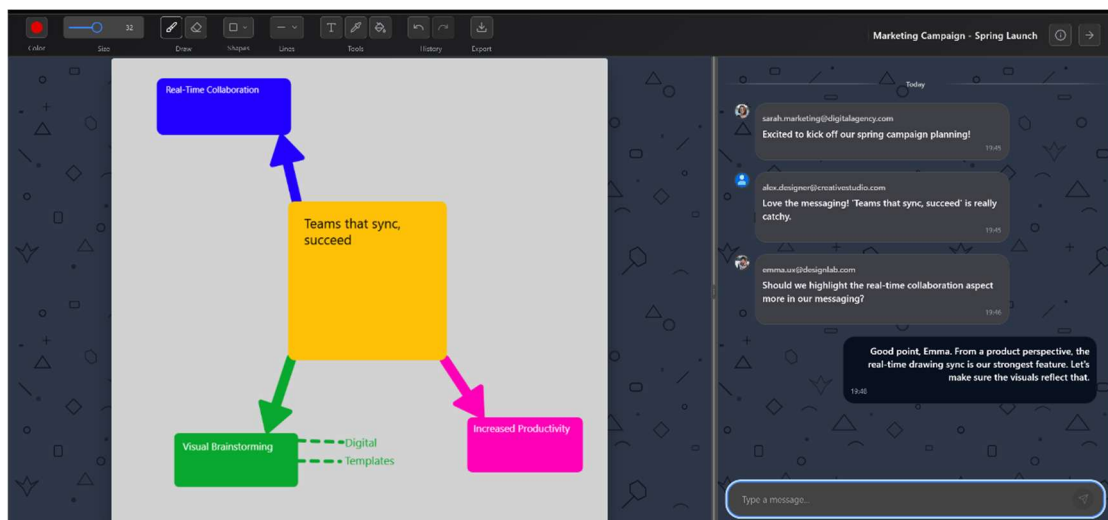 32
Color
Size
Draw
Shapes
Lines
Tools
History
Export
Marketing Campaign - Spring Launch
Real-Time Collaboration
Teams that sync,
succeed
Visual Brainstorming
Digital
Templates
Increased Productivity
Today
sarah.marketing@digitalagency.com
Excited to kick off our spring campaign planning!
19:45
alex.designer@creativestudio.com
Love the messaging! 'Teams that sync, succeed' is really
catchy.
19:45
emma.ux@designlab.com
Should we highlight the real-time collaboration aspect
more in our messaging?
19:46
Good point, Emma. From a product perspective, the
real-time drawing sync is our strongest feature. Let's
make sure the visuals reflect that.
19:48
Type a message...